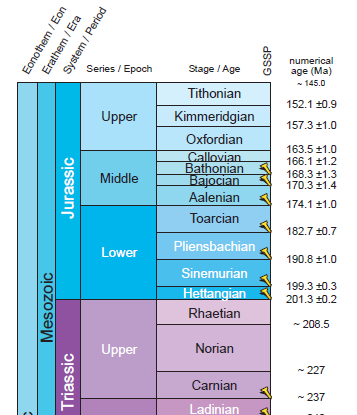 Eonothem / Eon
Erathem / Era
System / Period
Series / Epoch
Stage / Age
GSSP
numerical
age (Ma)
~ 145.0
Mesozoic
Jurassic
Upper
Tithonian
152.1 ±0.9
Kimmeridgian
157.3 ±1.0
Oxfordian
163.5 ±1.0
Middle
Callovian
166.1 ±1.2
Bathonian
168.3 ±1.3
Bajocian
170.3 ±1.4
Aalenian
174.1 ±1.0
Lower
Toarcian
182.7 ±0.7
Pliensbachian
190.8 ±1.0
Sinemurian
199.3 ±0.3
Hettangian
201.3 ±0.2
Triassic
Upper
Rhaetian
~ 208.5
Norian
~ 227
Carnian
~ 237
Ladinian